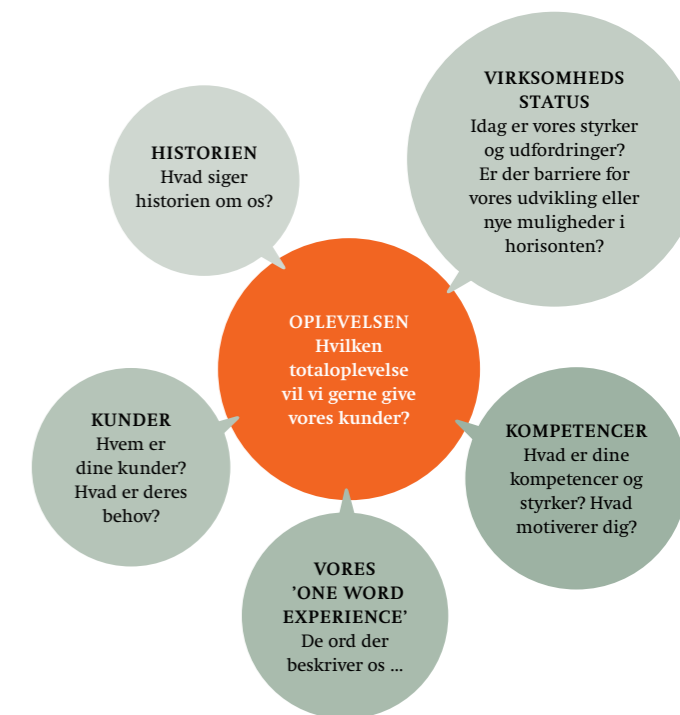 HISTORIEN
Hvad siger
historien om os?
VIRKSOMHEDS
STATUS
Idag er vores styrker
og udfordringer?
Er der barriere for
vores udvikling eller
nye muligheder i
horisonten?
OPLEVELSEN
Hvilken
totaloplevelse
vil vi gerne give
vores kunder?
KUNDER
Hvem er
dine kunder?
Hvad er deres
behov?
KOMPETENCER
Hvad er dine
kompetencer og
styrker? Hvad
motiverer dig?
VORES
’ONE WORD
EXPERIENCE’
De ord der
beskriver os ...